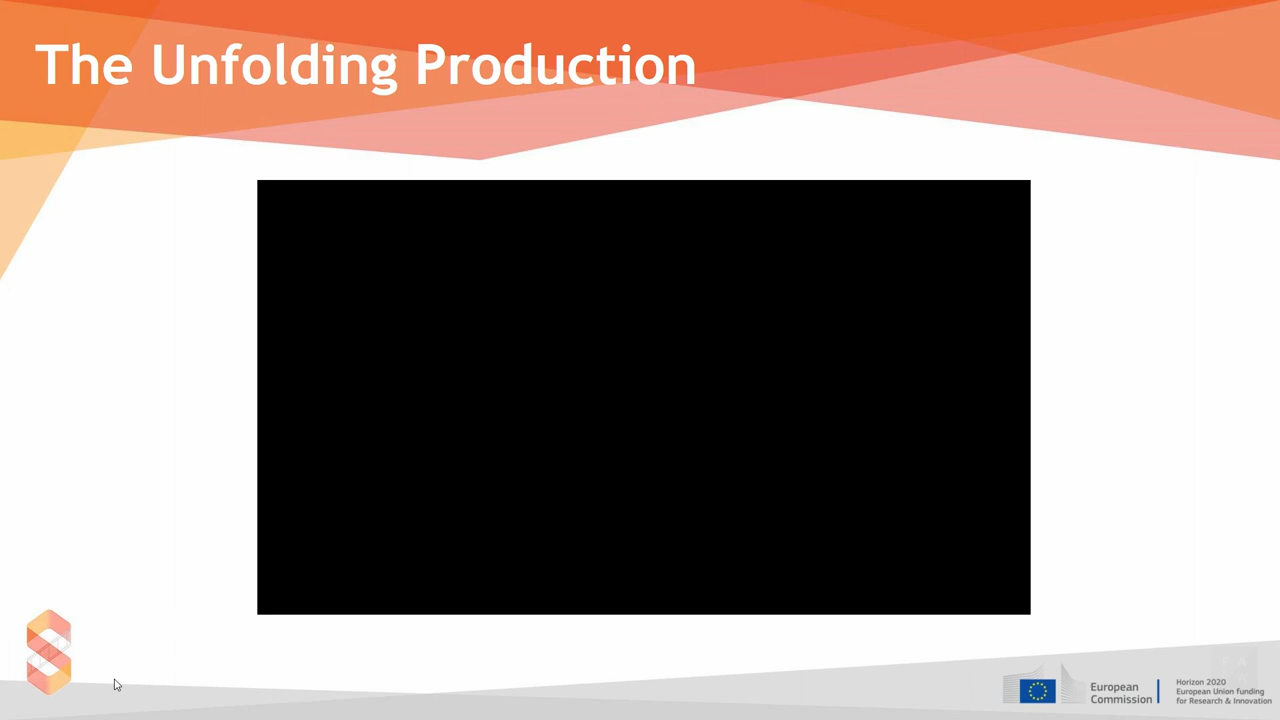 The Unfolding Production
European
Commission
Horizon 2020
European Union funding
for Research & Innovation